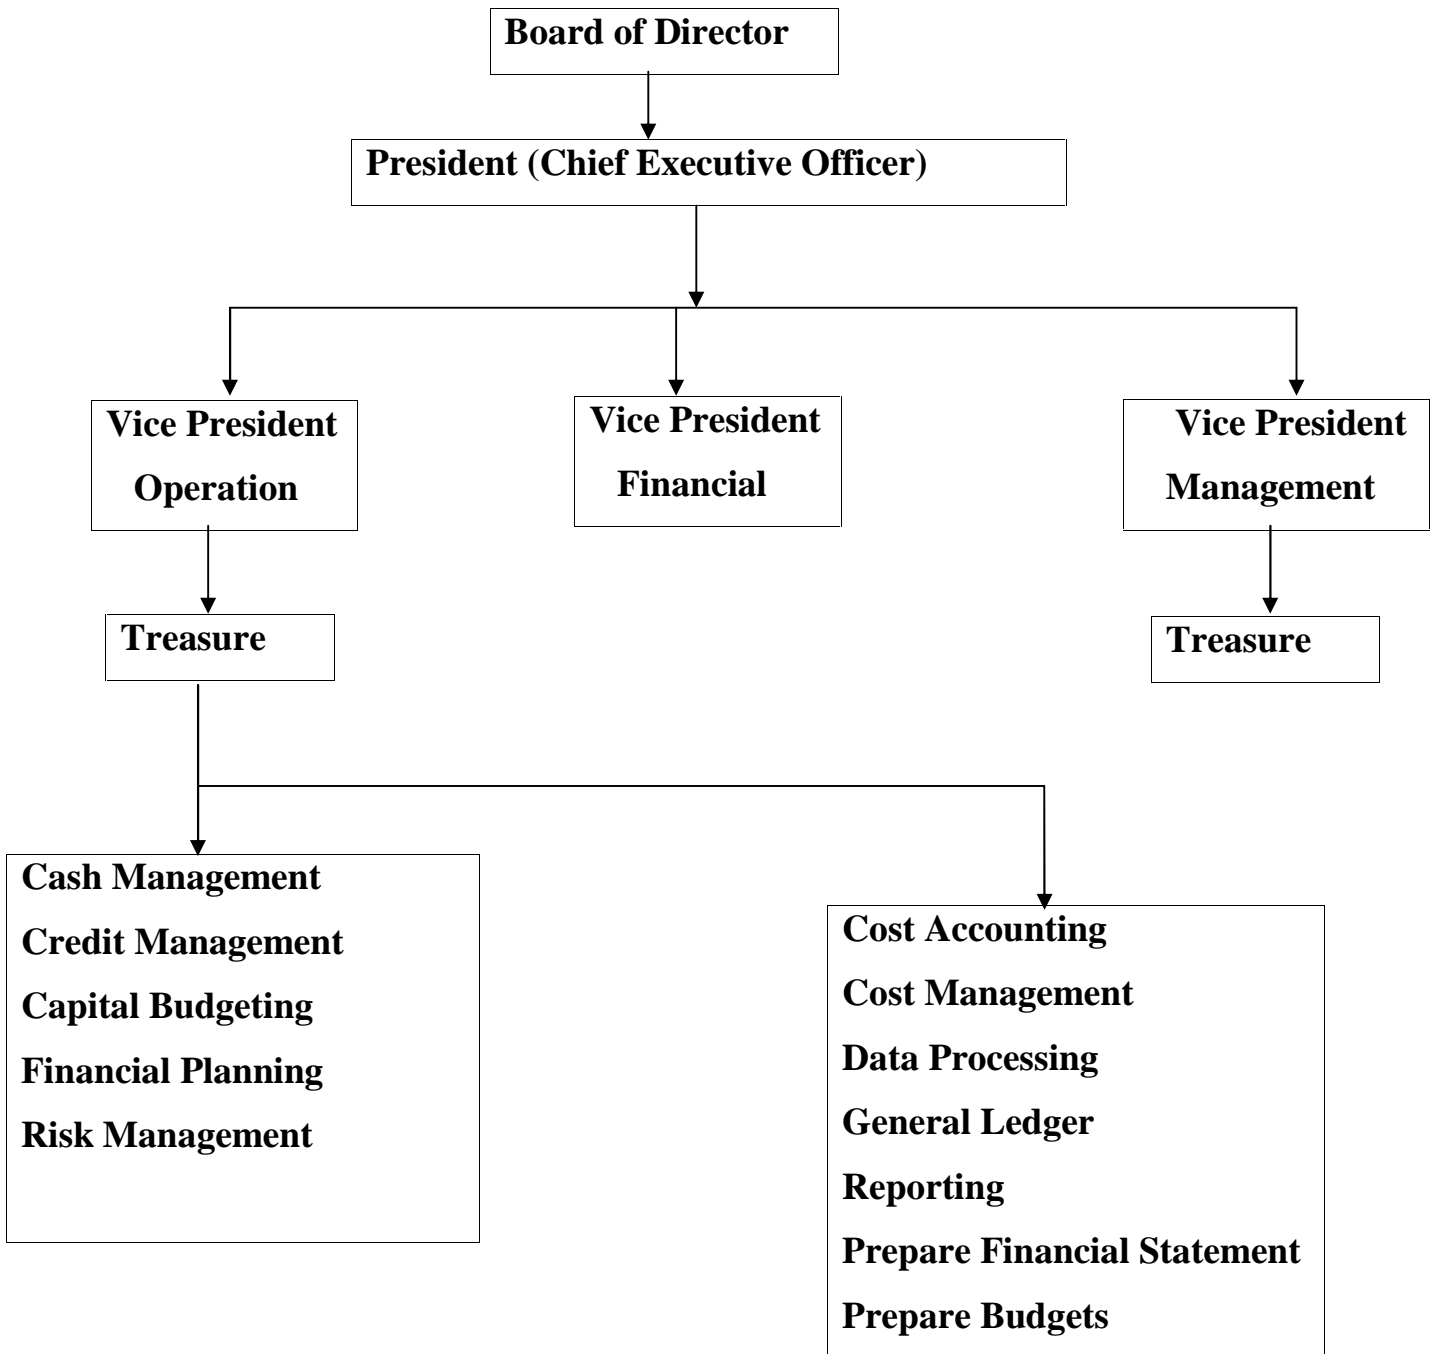 Board of Director
President (Chief Executive Officer)
Vice President
Operation
Vice President
Financial
Vice President
Management
Treasure
Treasure
Cash Management
Credit Management
Capital Budgeting
Financial Planning
Risk Management
Cost Accounting
Cost Management
Data Processing
General Ledger
Reporting
Prepare Financial Statement
Prepare Budgets